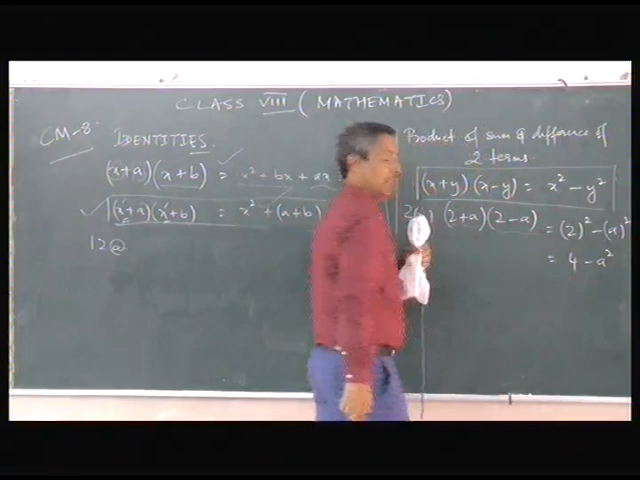 CLASS VIII (MATHEMATICS)
CM-8
IDENTITIES.
(x+a)(x+b) = x² + bx + ax
(x+a)(x+b) = x² + (a+b)
12@
Product of sum & difference of
2 terms.
(x+y)(x-y) = x² - y²
(2+a)(2-a) = (2)² - (a)²
= 4 - a²